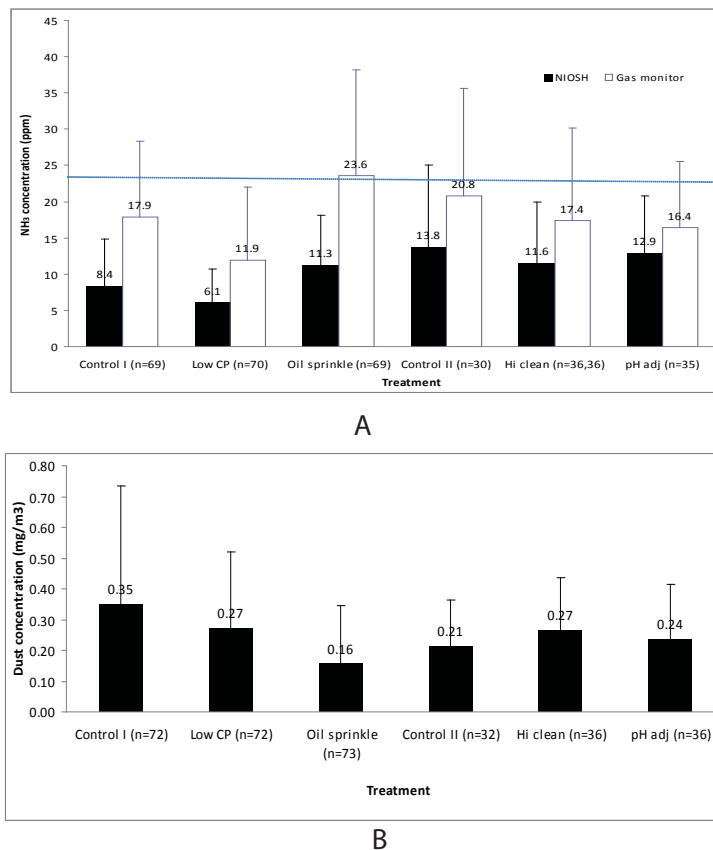 45
40
35
30
25
20
15
10
5
0
NHs concentration (ppm)
NIOSH
Gas monitor
8.4
17.9
6.1
11.9
11.3
23.6
13.8
20.8
11.6
17.4
12.9
16.4
Control I (n=69)
Low CP (n=70)
Oil sprinkle (n=69)
Control II (n=30)
Hi clean (n=36,36)
pH adj (n=35)
Treatment
A
0.80
0.70
0.60
0.50
0.40
0.30
0.20
0.10
0.00
Dust concentration (mg/m3)
0.35
0.27
0.16
0.21
0.27
0.24
Control I (n=72)
Low CP (n=72)
Oil sprinkle
(n=73)
Control II (n=32)
Hi clean (n=36)
pH adj (n=36)
Treatment
B